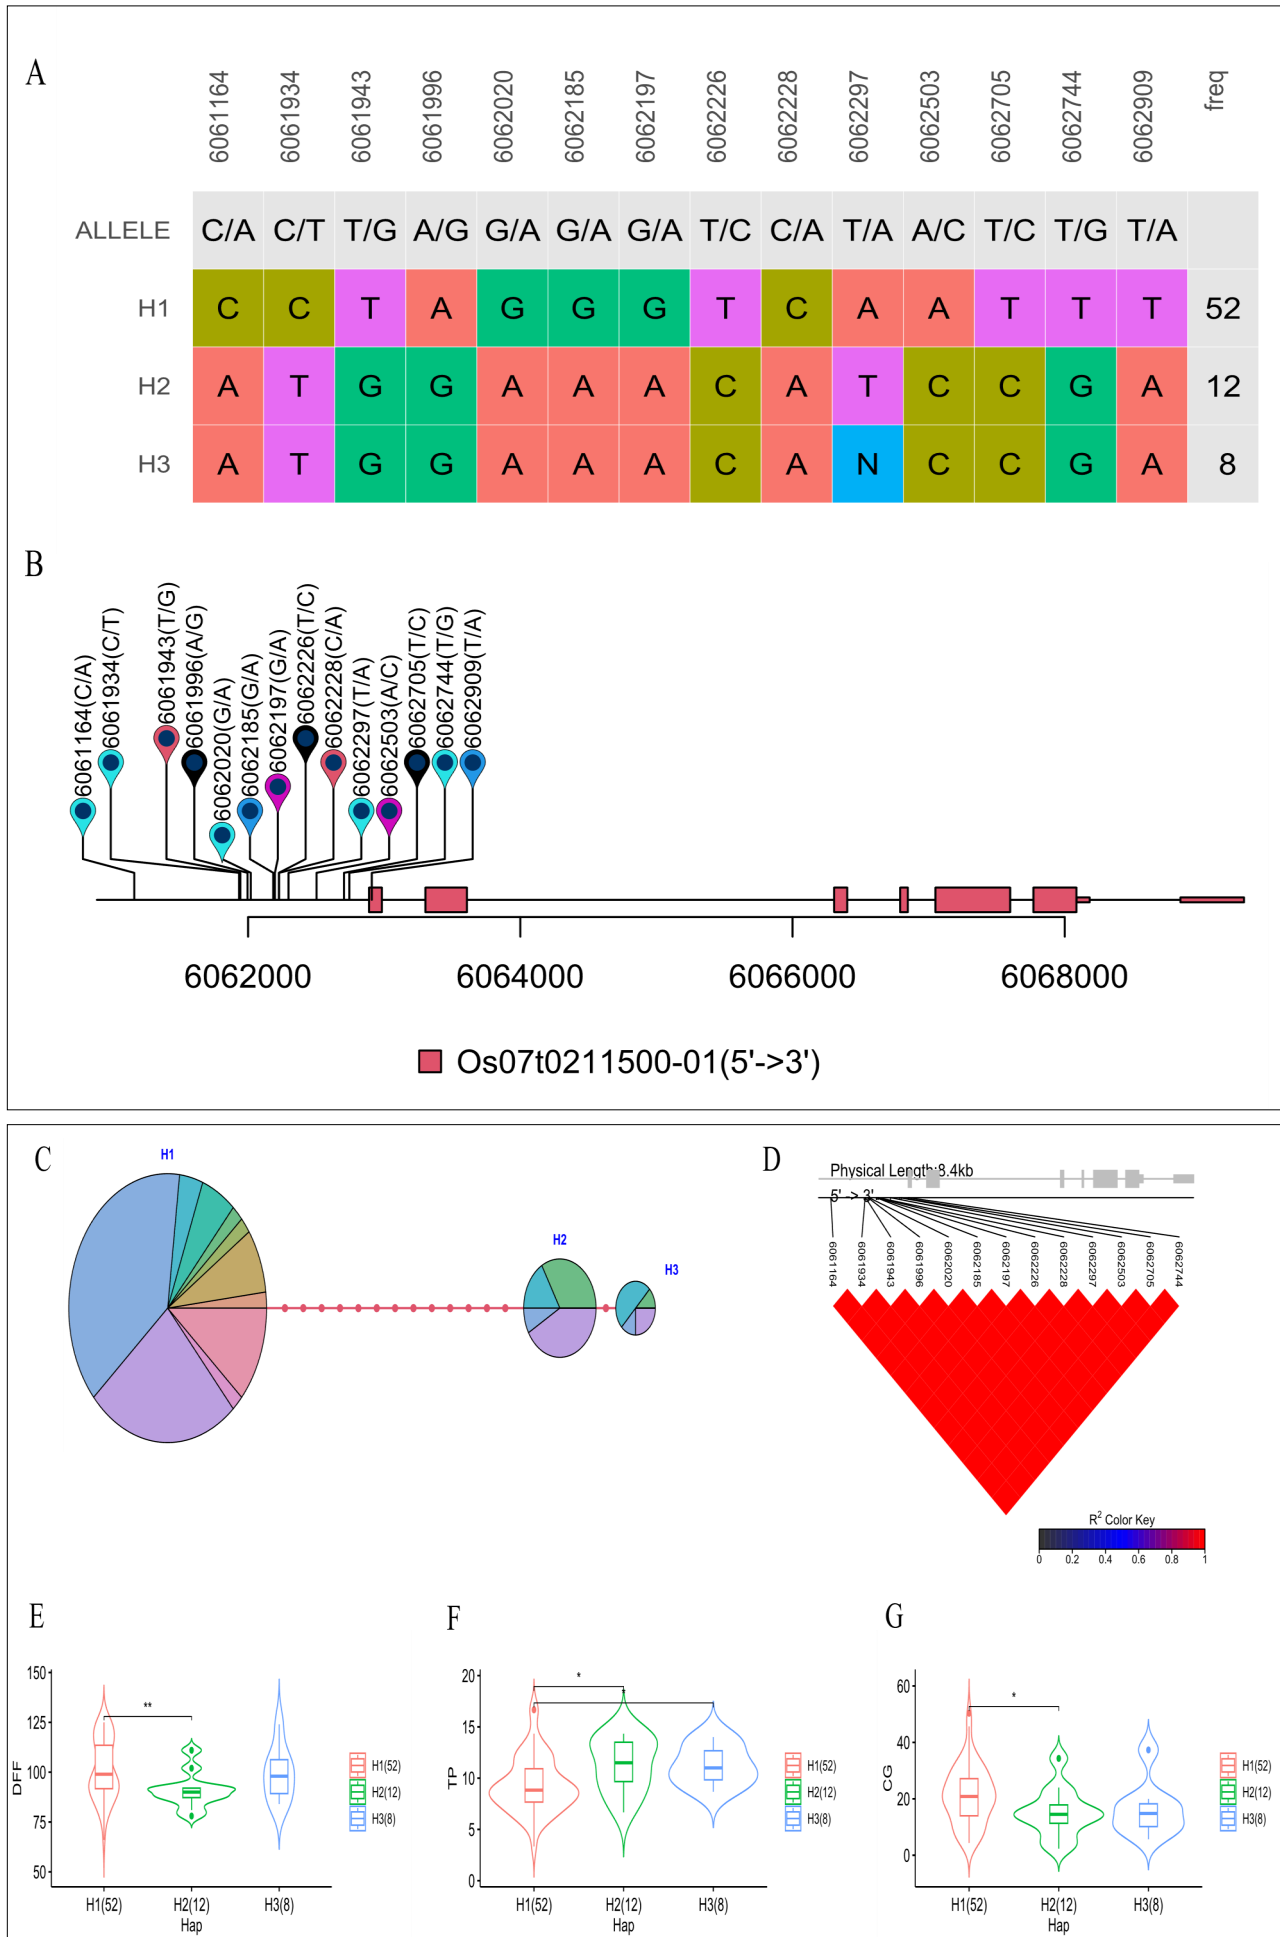 A
6061164 6061934 6061943 6061996 6062020 6062185 6062197 6062226 6062228 6062297 6062503 6062705 6062744 6062909 freq
ALLELE C/A C/T T/G A/G G/A G/A G/A T/C C/A T/A A/C T/C T/G T/A
H1 C C T A G G G T C A A T T T 52
H2 A T G G A A A C A T C C G A 12
H3 A T G G A A A C A N C C G A 8
B
6061164(C/A)
6061934(C/T)
6061943(T/G)
6061996(A/G)
6062020(G/A)
6062185(G/A)
6062197(G/A)
6062226(T/C)
6062228(C/A)
6062297(T/A)
6062503(A/C)
6062705(T/C)
6062744(T/G)
6062909(T/A)
6062000 6064000 6066000 6068000
Os07t0211500-01(5'->3')
C
H1
H2
H3
D
Physical Length:8.4kb
5' -> 3'
6061164 6061934 6061943 6061996 6062020 6062185 6062197 6062226 6062228 6062297 6062503 6062705 6062744
R² Color Key
0 0.2 0.4 0.6 0.8 1
E
150
125
100
75
50
DFF
**
H1(52) H2(12) H3(8)
Hap
H1(52)
H2(12)
H3(8)
F
20
15
10
5
0
TP
*
*
H1(52) H2(12) H3(8)
Hap
H1(52)
H2(12)
H3(8)
G
60
40
20
0
CG
*
H1(52) H2(12) H3(8)
Hap
H1(52)
H2(12)
H3(8)